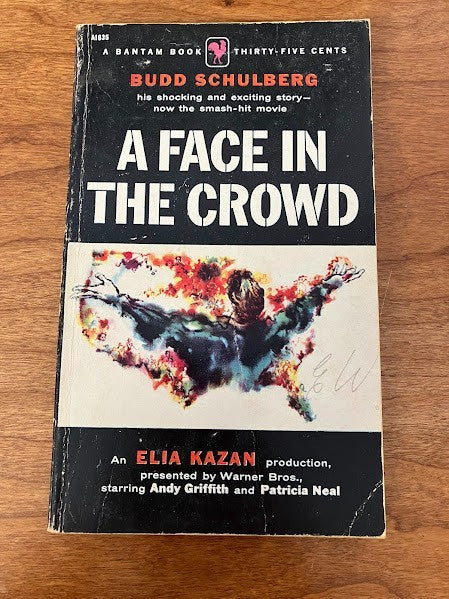 A1635
A BANTAM BOOK THIRTY-FIVE CENTS
BUDD SCHULBERG
his shocking and exciting story—
now the smash-hit movie
A FACE IN
THE CROWD
EW
An ELIA KAZAN production,
presented by Warner Bros.,
starring Andy Griffith and Patricia Neal